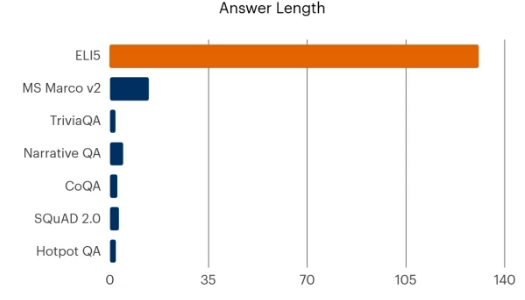 Answer Length
ELI5
MS Marco v2
TriviaQA
Narrative QA
CoQA
SQuAD 2.0
Hotpot QA
0 35 70 105 140